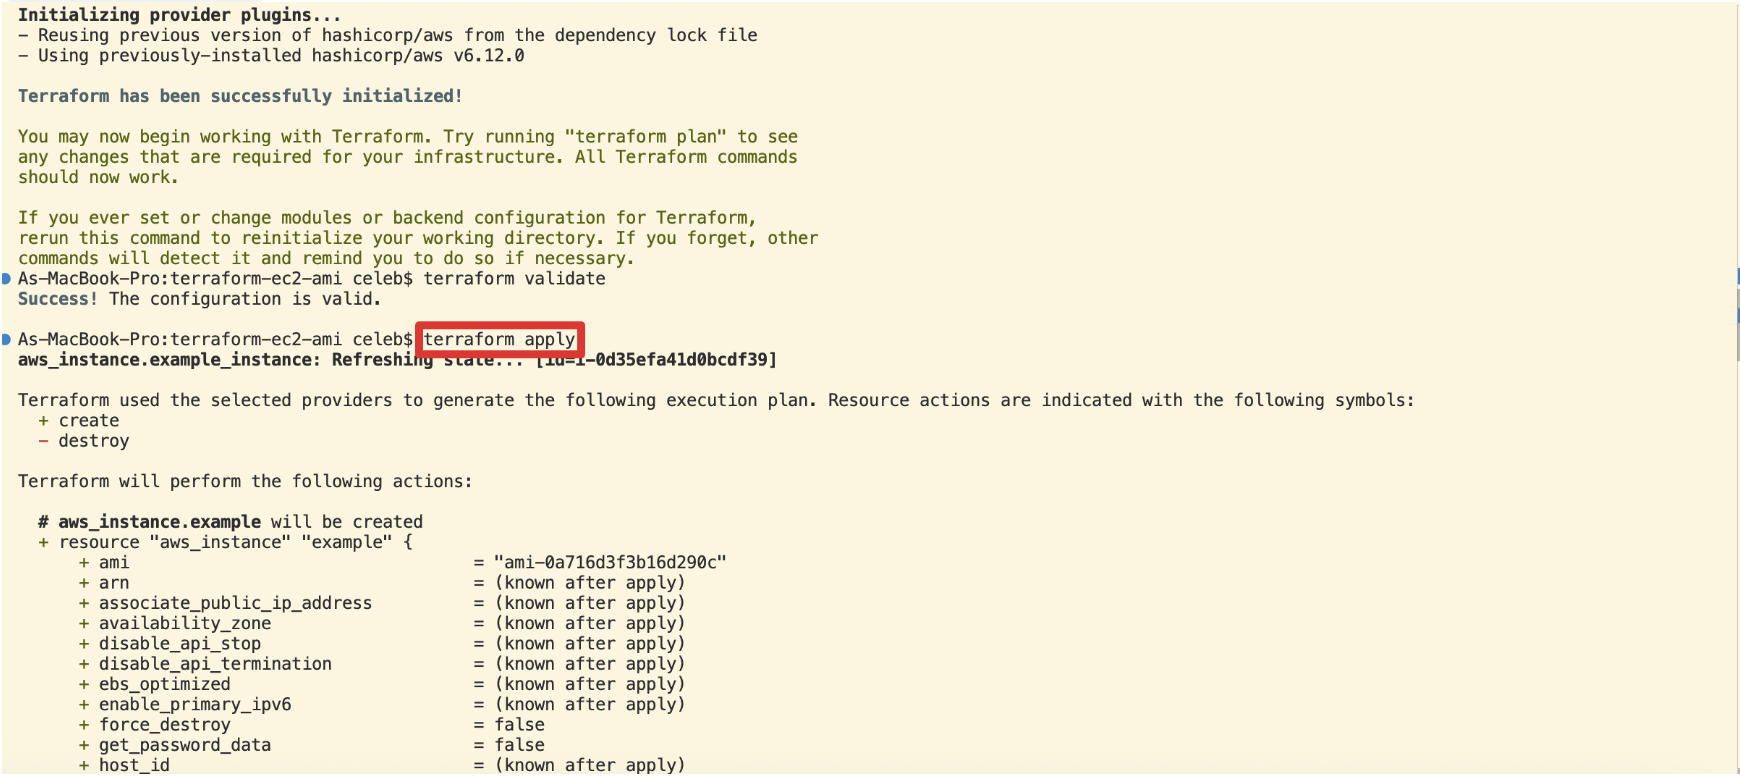 Initializing provider plugins...
- Reusing previous version of hashicorp/aws from the dependency lock file
- Using previously-installed hashicorp/aws v6.12.0
Terraform has been successfully initialized!
You may now begin working with Terraform. Try running "terraform plan" to see
any changes that are required for your infrastructure. All Terraform commands
should now work.
If you ever set or change modules or backend configuration for Terraform,
rerun this command to reinitialize your working directory. If you forget, other
commands will detect it and remind you to do so if necessary.
As-MacBook-Pro:terraform-ec2-ami celeb$ terraform validate
Success! The configuration is valid.
As-MacBook-Pro:terraform-ec2-ami celeb$ terraform apply
aws_instance.example_instance: Refreshing state... [id=i-0d35efa41d0bcdf39]
Terraform used the selected providers to generate the following execution plan. Resource actions are indicated with the following symbols:
  + create
  - destroy
Terraform will perform the following actions:
  # aws_instance.example will be created
  + resource "aws_instance" "example" {
      + ami                                  = "ami-0a716d3f3b16d290c"
      + arn                                  = (known after apply)
      + associate_public_ip_address          = (known after apply)
      + availability_zone                    = (known after apply)
      + disable_api_stop                     = (known after apply)
      + disable_api_termination              = (known after apply)
      + ebs_optimized                        = (known after apply)
      + enable_primary_ipv6                  = (known after apply)
      + force_destroy                        = false
      + get_password_data                    = false
      + host_id                              = (known after apply)